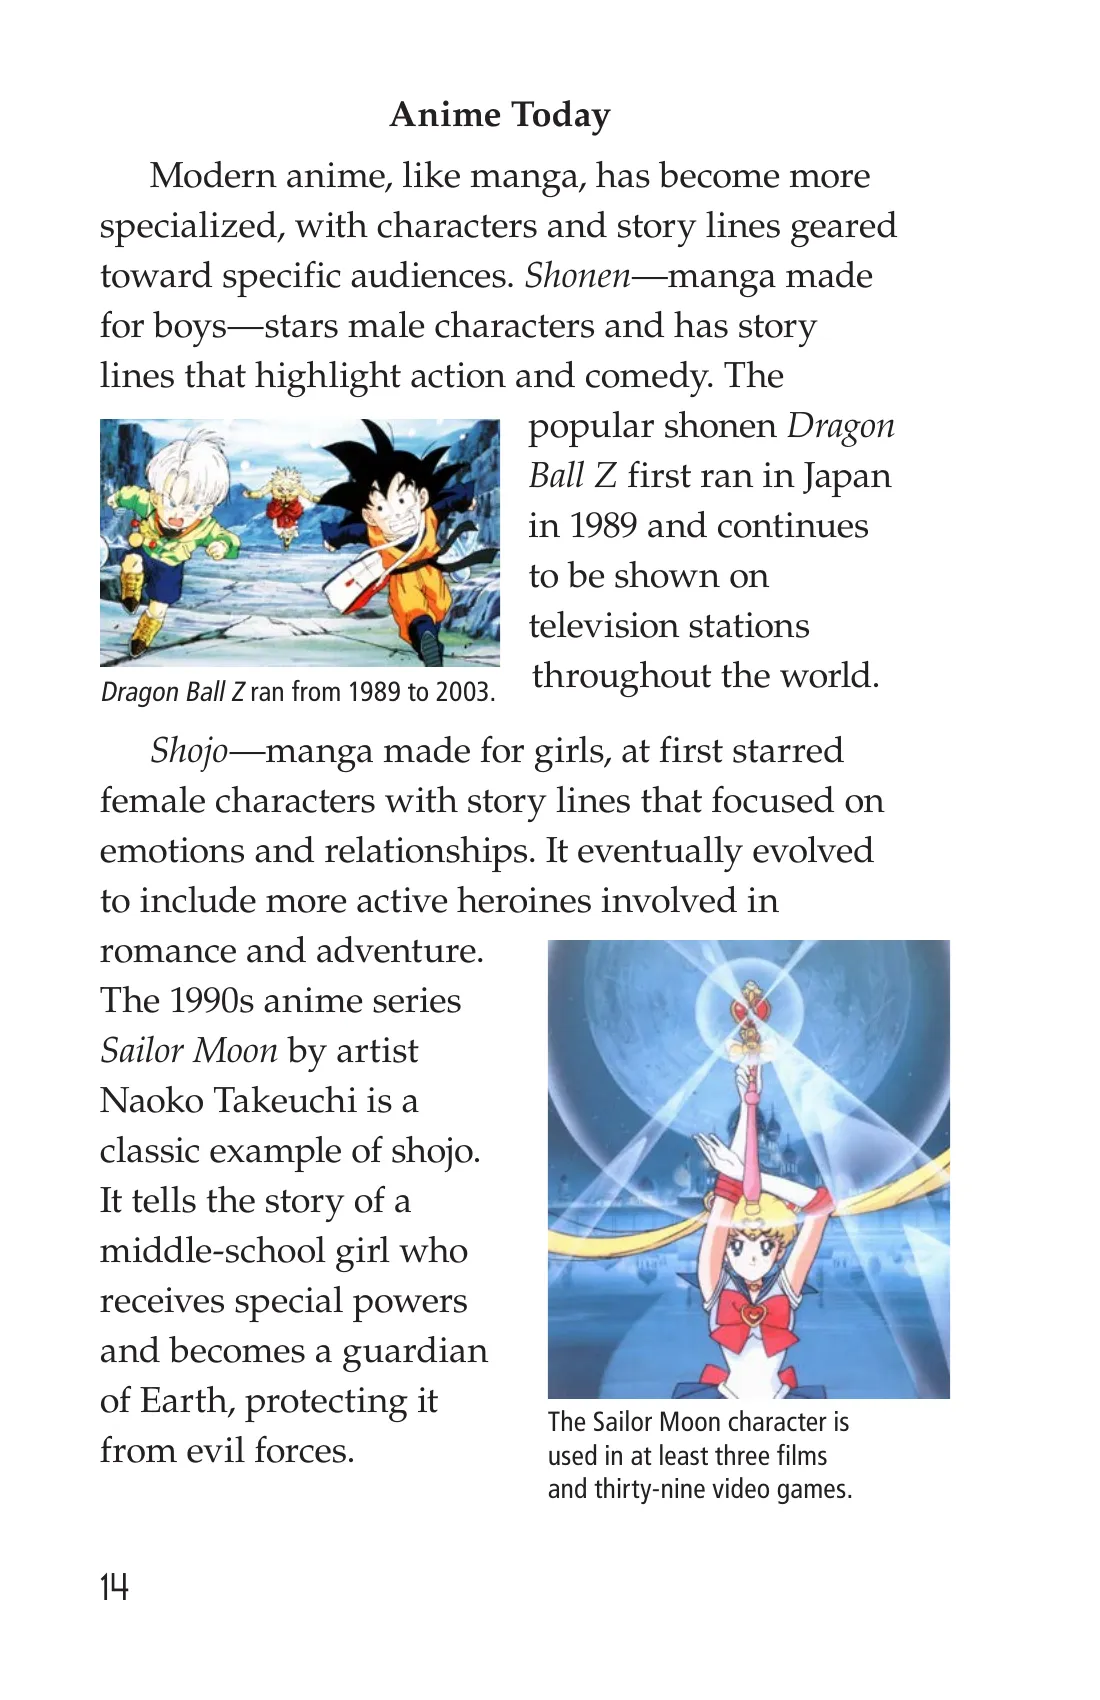 Anime Today
Modern anime, like manga, has become more
specialized, with characters and story lines geared
toward specific audiences. Shonen—manga made
for boys—stars male characters and has story
lines that highlight action and comedy. The
popular shonen Dragon
Ball Z first ran in Japan
in 1989 and continues
to be shown on
television stations
throughout the world.
Dragon Ball Z ran from 1989 to 2003.
Shojo—manga made for girls, at first starred
female characters with story lines that focused on
emotions and relationships. It eventually evolved
to include more active heroines involved in
romance and adventure.
The 1990s anime series
Sailor Moon by artist
Naoko Takeuchi is a
classic example of shojo.
It tells the story of a
middle-school girl who
receives special powers
and becomes a guardian
of Earth, protecting it
from evil forces.
The Sailor Moon character is
used in at least three films
and thirty-nine video games.
14